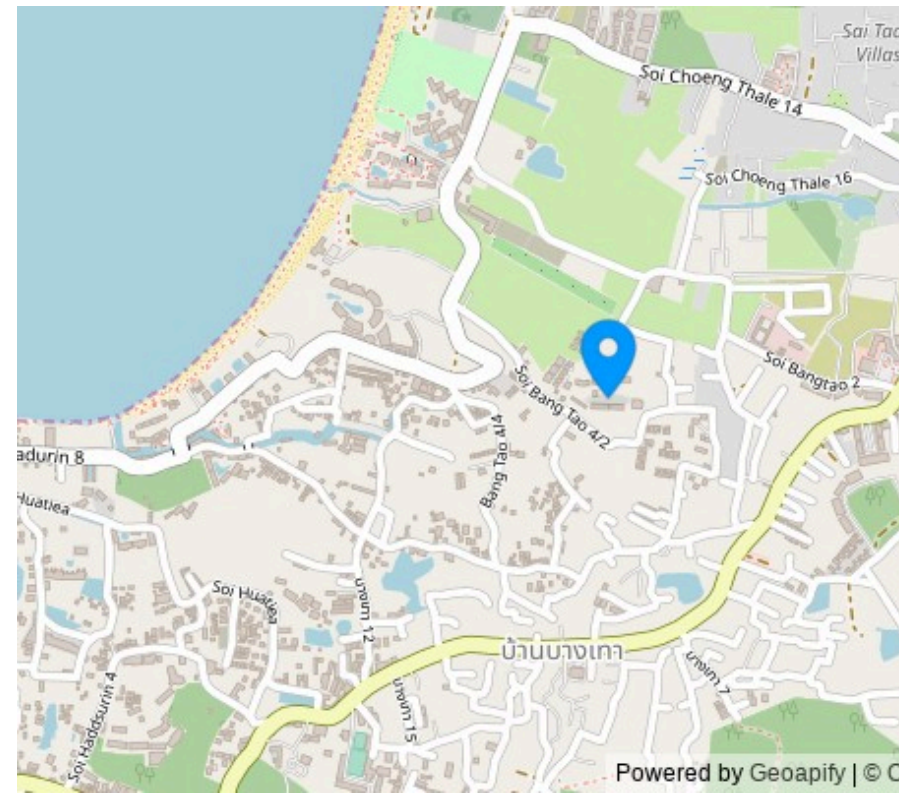 Sai Tao
Villas
Soi Choeng Thale 14
Soi Choeng Thale 16
Soi Bangtao 2
Soi Bang Tao 4/2
Bang Tao 4/4
adurin 8
Huatiea
Soi Huatiea
บางเทา 12
บ้านบางเทา
บางเทา 7
บางเทา 15
Soi Haddsurin 4
Powered by Geoapify | © O